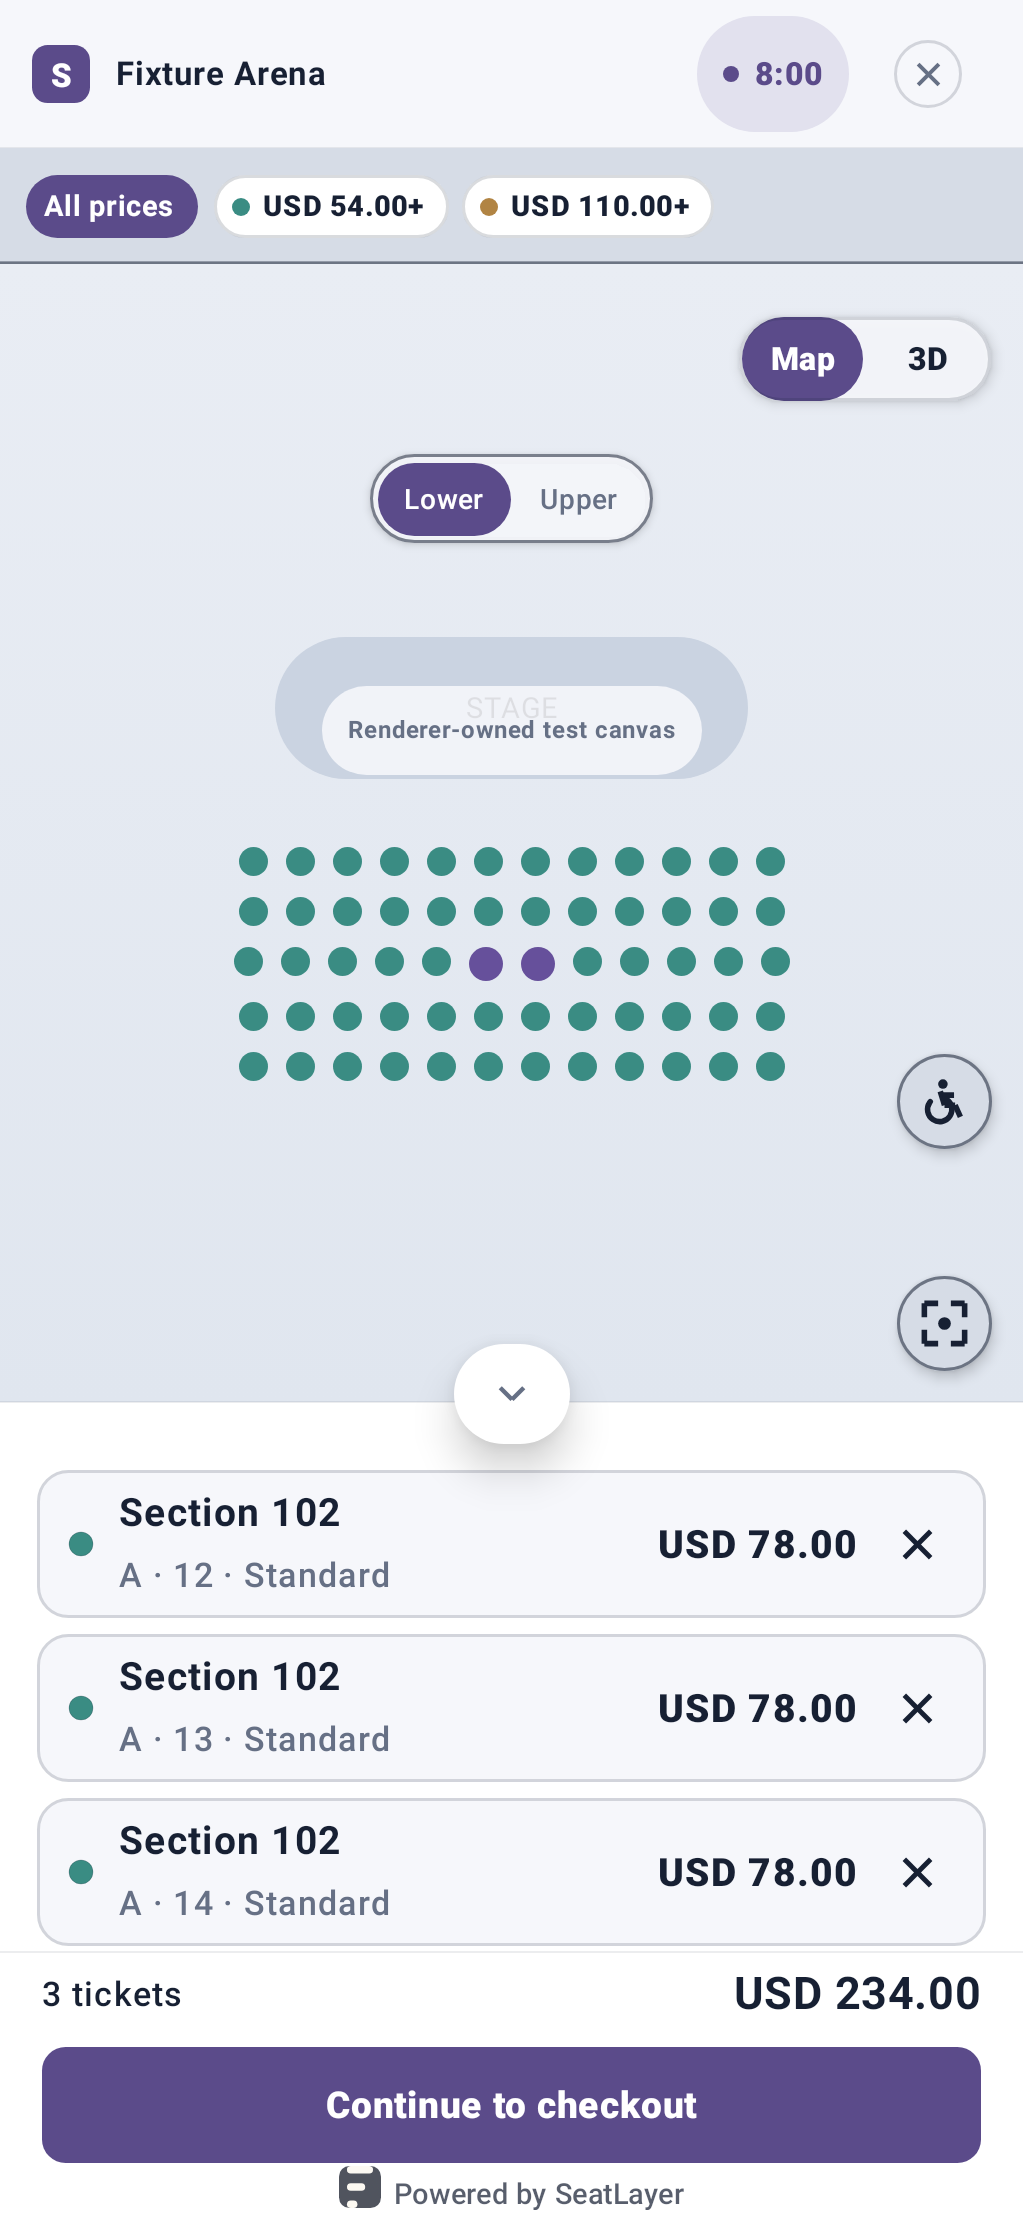 S
Fixture Arena
8:00
All prices
USD 54.00+
USD 110.00+
Map
3D
Lower
Upper
STAGE
Renderer-owned test canvas
Section 102
USD 78.00
A · 12 · Standard
Section 102
USD 78.00
A · 13 · Standard
Section 102
USD 78.00
A · 14 · Standard
3 tickets
USD 234.00
Continue to checkout
Powered by SeatLayer